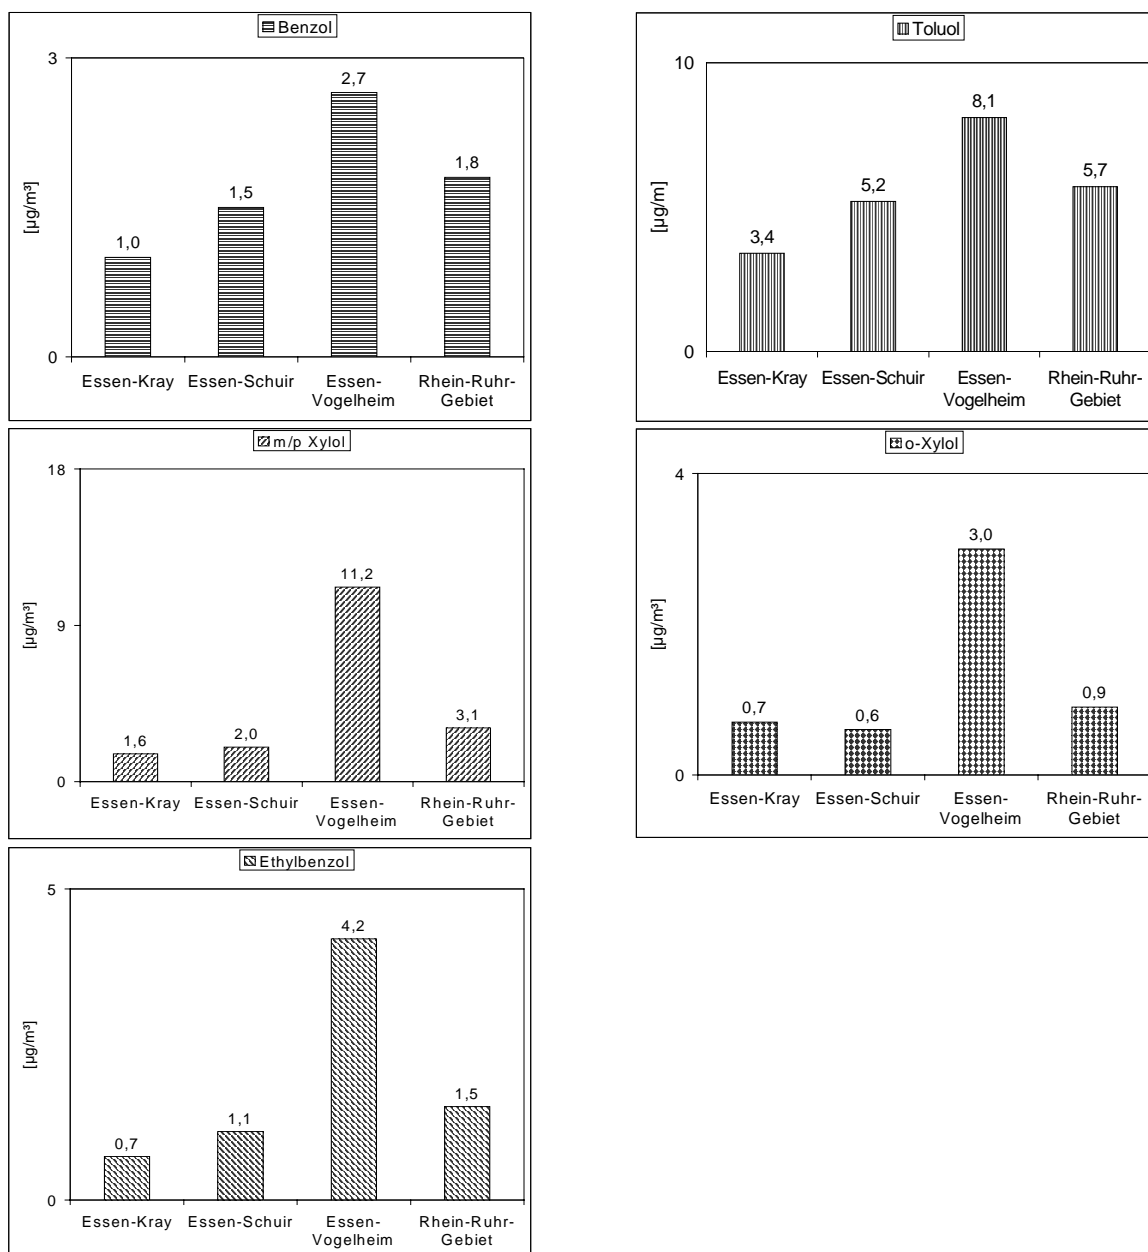 Benzol
3
2,7
1,8
1,5
1,0
[µg/m³]
0
Essen-Kray Essen-Schuir Essen- Rhein-Ruhr-
Vogelheim Gebiet
Toluol
10
8,1
5,7
5,2
3,4
[µg/m]
0
Essen-Kray Essen-Schuir Essen- Rhein-Ruhr-
Vogelheim Gebiet
m/p Xylol
18
11,2
9
3,1
2,0
1,6
[µg/m³]
0
Essen-Kray Essen-Schuir Essen- Rhein-Ruhr-
Vogelheim Gebiet
o-Xylol
4
3,0
0,9
0,7
0,6
[µg/m³]
0
Essen-Kray Essen-Schuir Essen- Rhein-Ruhr-
Vogelheim Gebiet
Ethylbenzol
5
4,2
1,5
1,1
0,7
[µg/m³]
0
Essen-Kray Essen-Schuir Essen- Rhein-Ruhr-
Vogelheim Gebiet